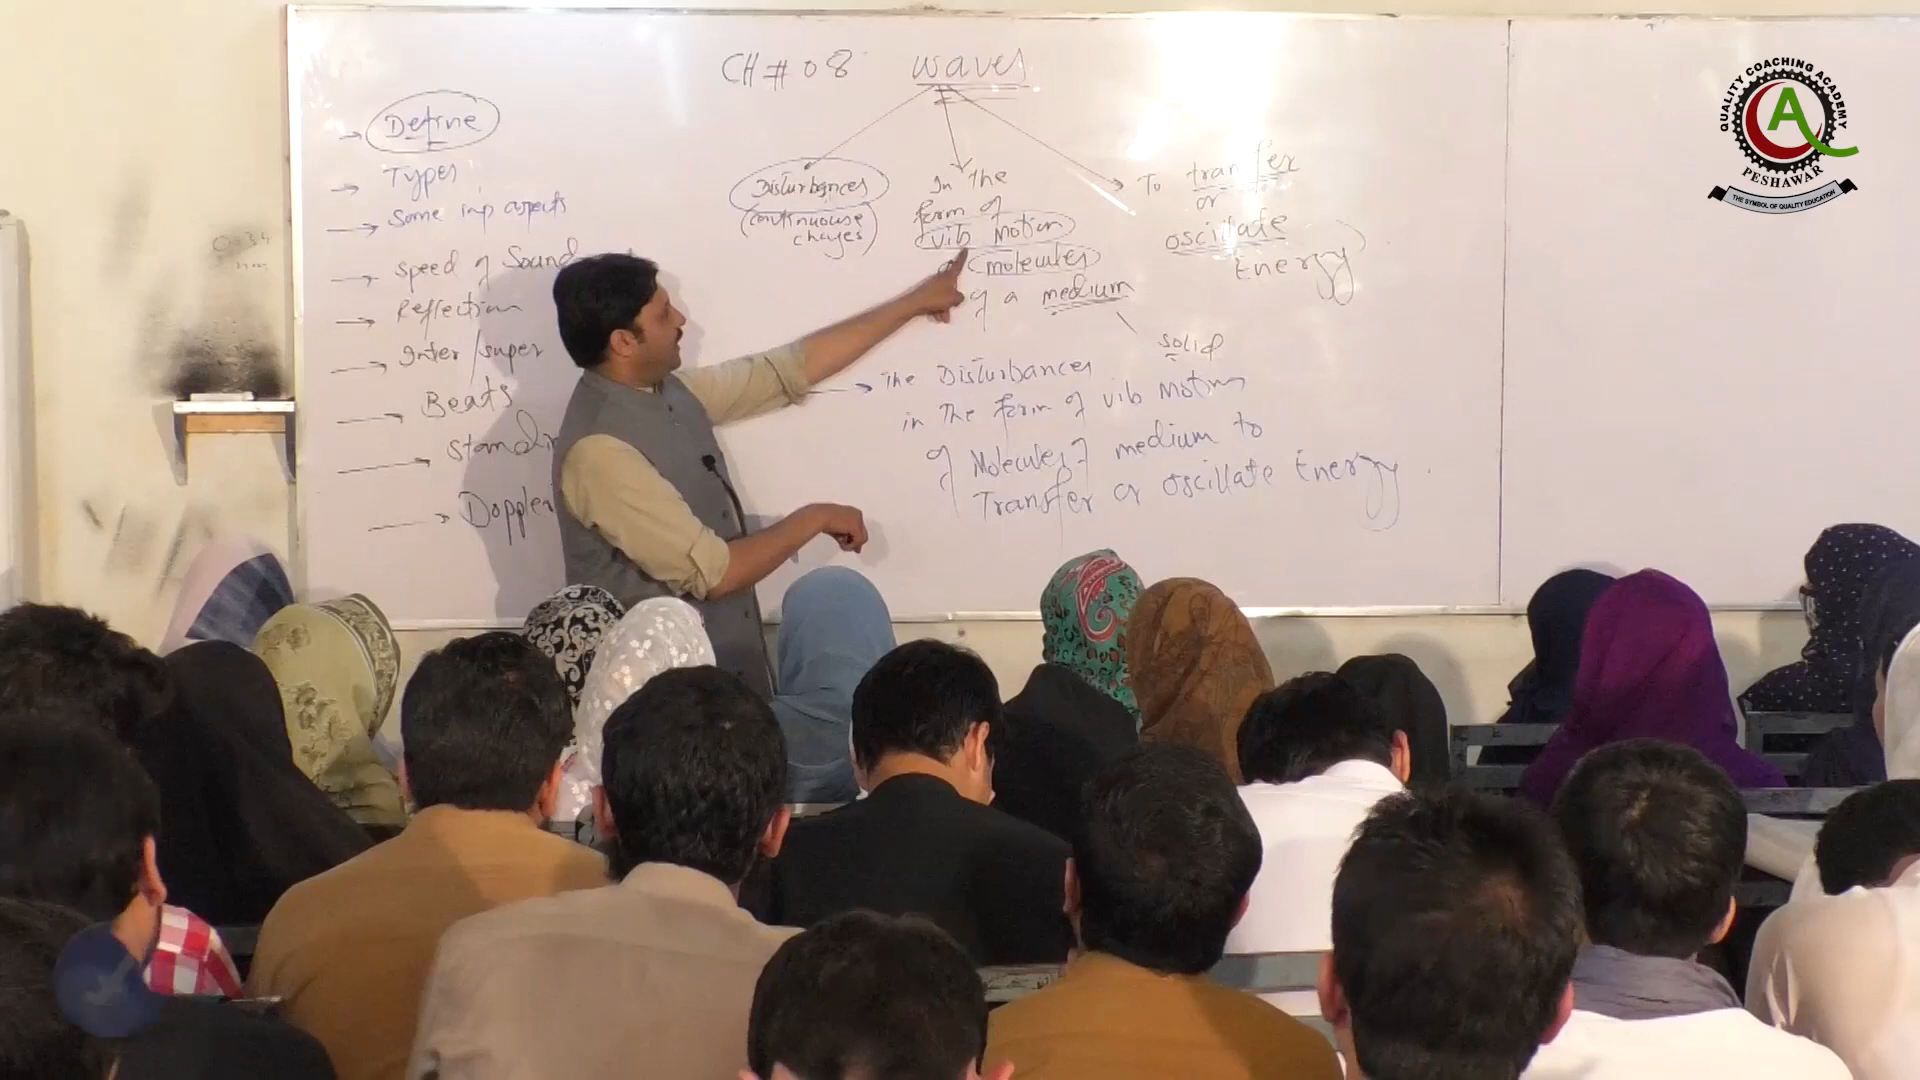 CH # 08 waves
→ Define
→ Types
→ Some imp aspects
→ Speed of Sound
→ Reflection
→ Inter/super
→ Beats
→
→ Doppler
Disturbances
(continuouse
chages)
In the
form of
vib motion
molecules
of a medium
solid
To transfer
or
oscillate
Energy
→ The Disturbances
in The form of vib Motion
of Molecules of medium to
Transfer or oscillate Energy
QUALITY COACHING ACADEMY
PESHAWAR
THE SYMBOL OF QUALITY EDUCATION